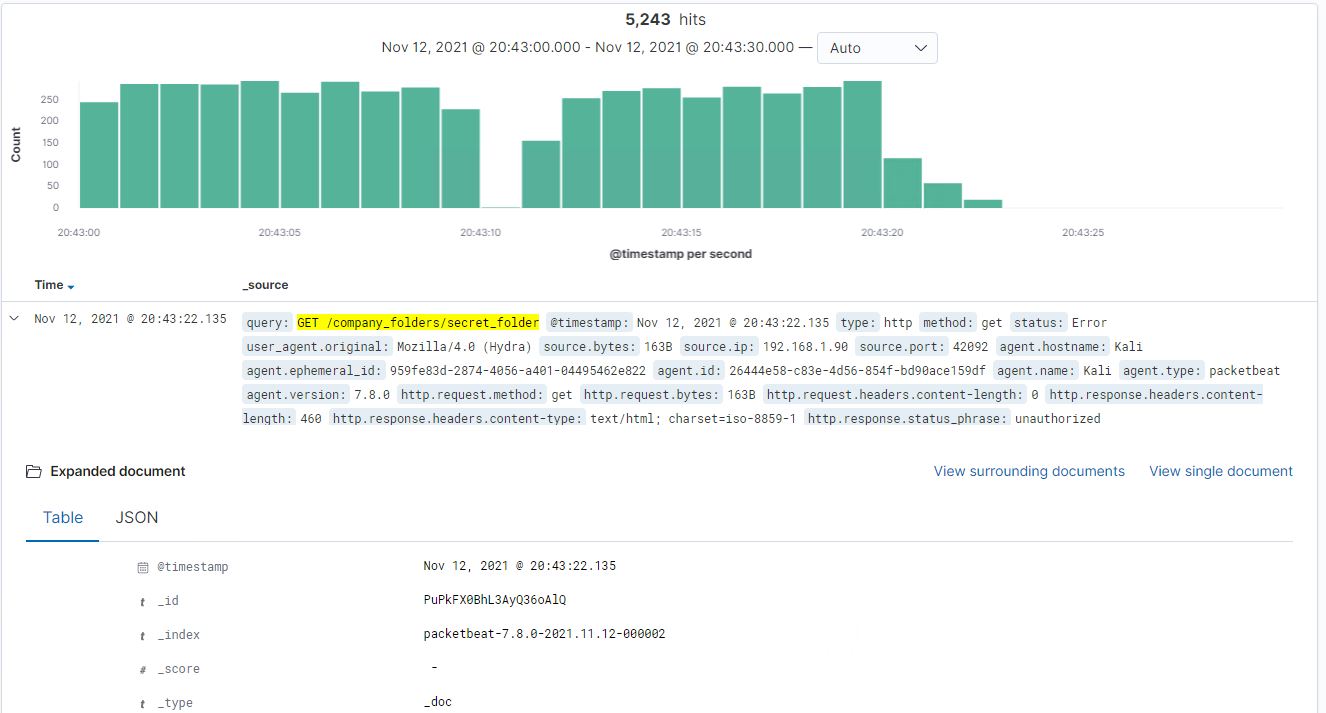 5,243 hits
Nov 12, 2021 @ 20:43:00.000 - Nov 12, 2021 @ 20:43:30.000 — Auto
Count
250
200
150
100
50
0
20:43:00 20:43:05 20:43:10 20:43:15 20:43:20 20:43:25
@timestamp per second
Time _source
Nov 12, 2021 @ 20:43:22.135 query: GET /company_folders/secret_folder @timestamp: Nov 12, 2021 @ 20:43:22.135 type: http method: get status: Error
user_agent.original: Mozilla/4.0 (Hydra) source.bytes: 163B source.ip: 192.168.1.90 source.port: 42092 agent.hostname: Kali
agent.ephemeral_id: 959fe83d-2874-4056-a401-04495462e822 agent.id: 26444e58-c83e-4d56-854f-bd90ace159df agent.name: Kali agent.type: packetbeat
agent.version: 7.8.0 http.request.method: get http.request.bytes: 163B http.request.headers.content-length: 0 http.response.headers.content-
length: 460 http.response.headers.content-type: text/html; charset=iso-8859-1 http.response.status_phrase: unauthorized
Expanded document View surrounding documents View single document
Table JSON
@timestamp Nov 12, 2021 @ 20:43:22.135
t _id PuPkFX0BhL3AyQ36oAlQ
t _index packetbeat-7.8.0-2021.11.12-000002
# _score -
t _type _doc